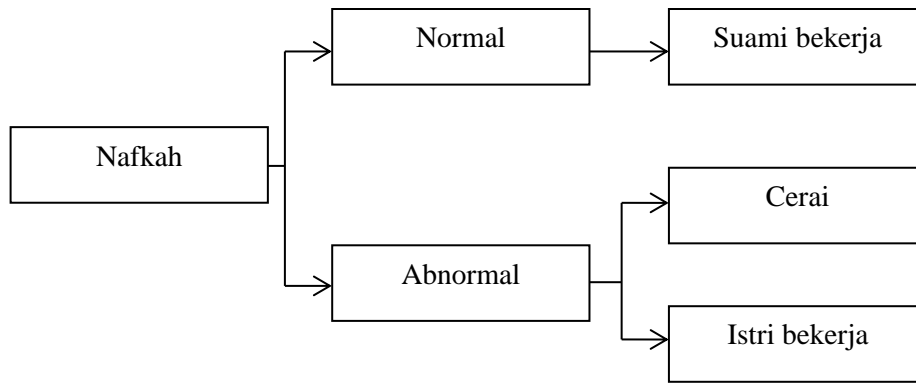 Nafkah
Normal
Suami bekerja
Abnormal
Cerai
Istri bekerja